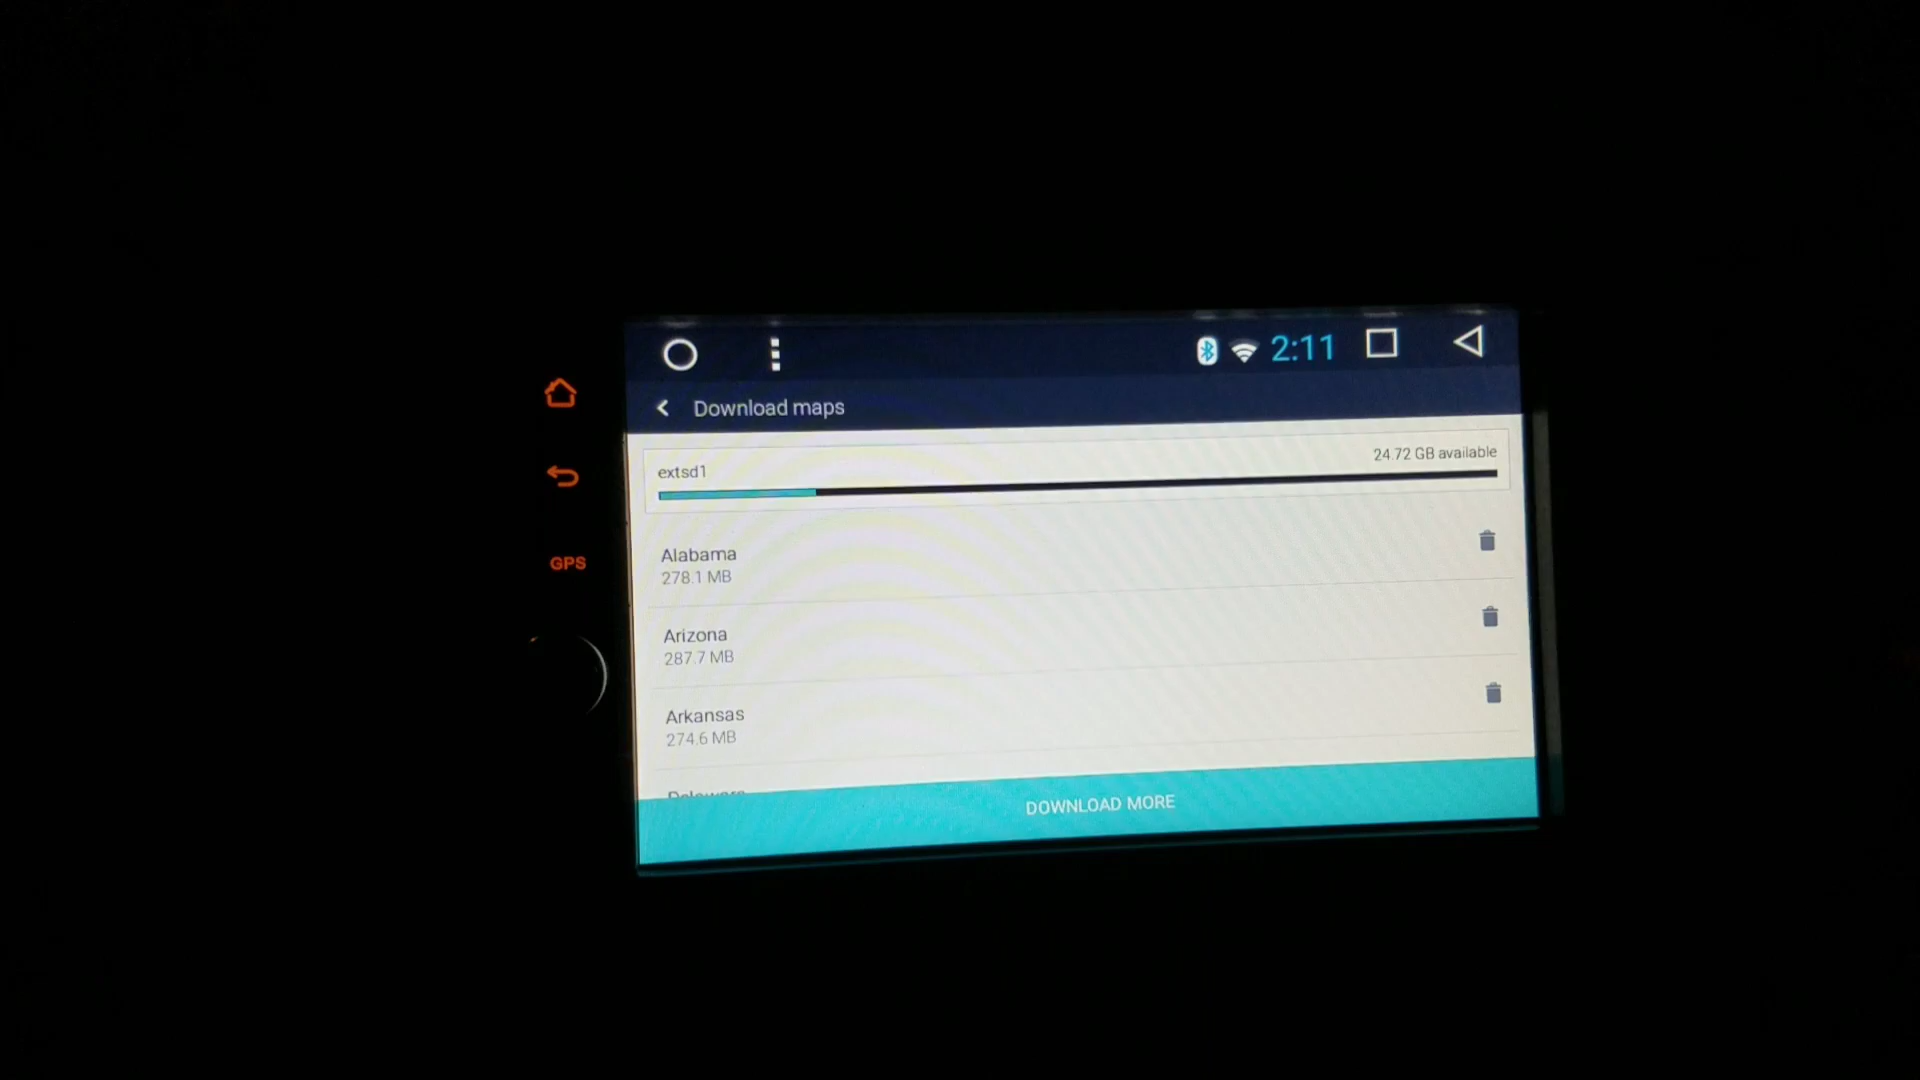 2:11
Download maps
extsd1
24.72 GB available
Alabama
278.1 MB
Arizona
287.7 MB
Arkansas
274.6 MB
Delaware
DOWNLOAD MORE
GPS